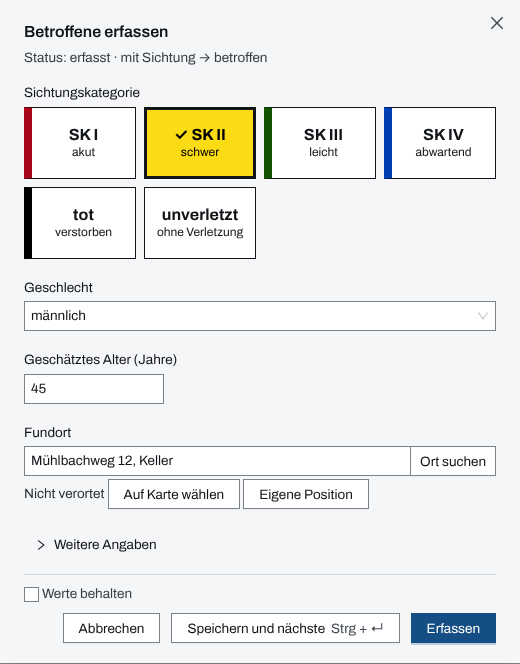 Betroffene erfassen
Status: erfasst · mit Sichtung → betroffen
Sichtungskategorie
SK I
akut
✓ SK II
schwer
SK III
leicht
SK IV
abwartend
tot
verstorben
unverletzt
ohne Verletzung
Geschlecht
männlich
Geschätztes Alter (Jahre)
45
Fundort
Mühlbachweg 12, Keller
Ort suchen
Nicht verortet
Auf Karte wählen
Eigene Position
Weitere Angaben
Werte behalten
Abbrechen
Speichern und nächste Strg + ↵
Erfassen